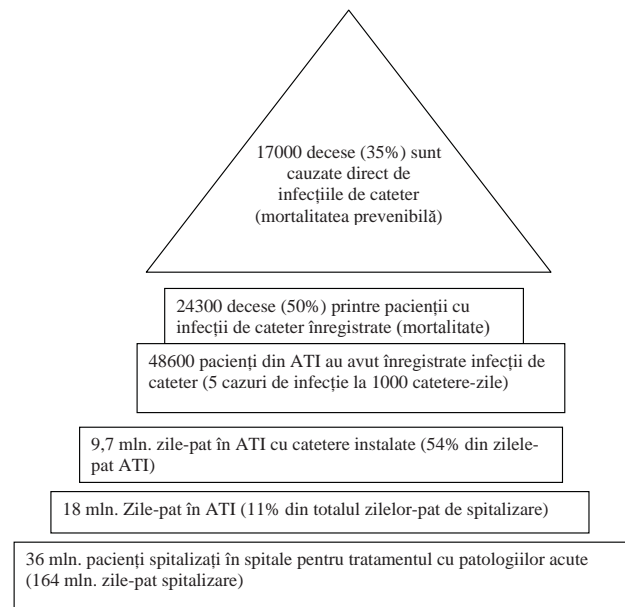 17000 decese (35%) sunt
cauzate direct de
infecțiile de cateter
(mortalitatea prevenibilă)
24300 decese (50%) printre pacienții cu
infecții de cateter înregistrate (mortalitate)
48600 pacienți din ATI au avut înregistrate infecții de
cateter (5 cazuri de infecție la 1000 catetere-zile)
9,7 mln. zile-pat în ATI cu catetere instalate (54% din zilele-
pat ATI)
18 mln. Zile-pat în ATI (11% din totalul zilelor-pat de spitalizare)
36 mln. pacienți spitalizați în spitale pentru tratamentul cu patologiilor acute
(164 mln. zile-pat spitalizare)